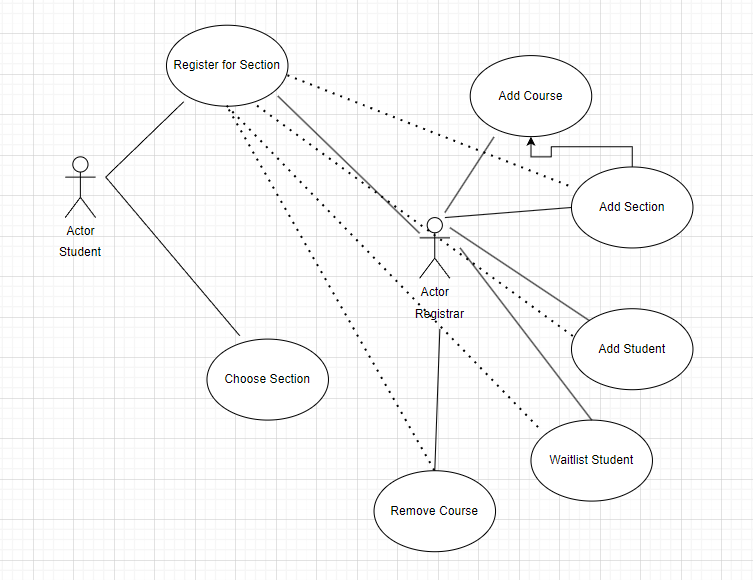 Register for Section
Add Course
Add Section
Actor
Student
Actor
Registrar
Add Student
Choose Section
Waitlist Student
Remove Course